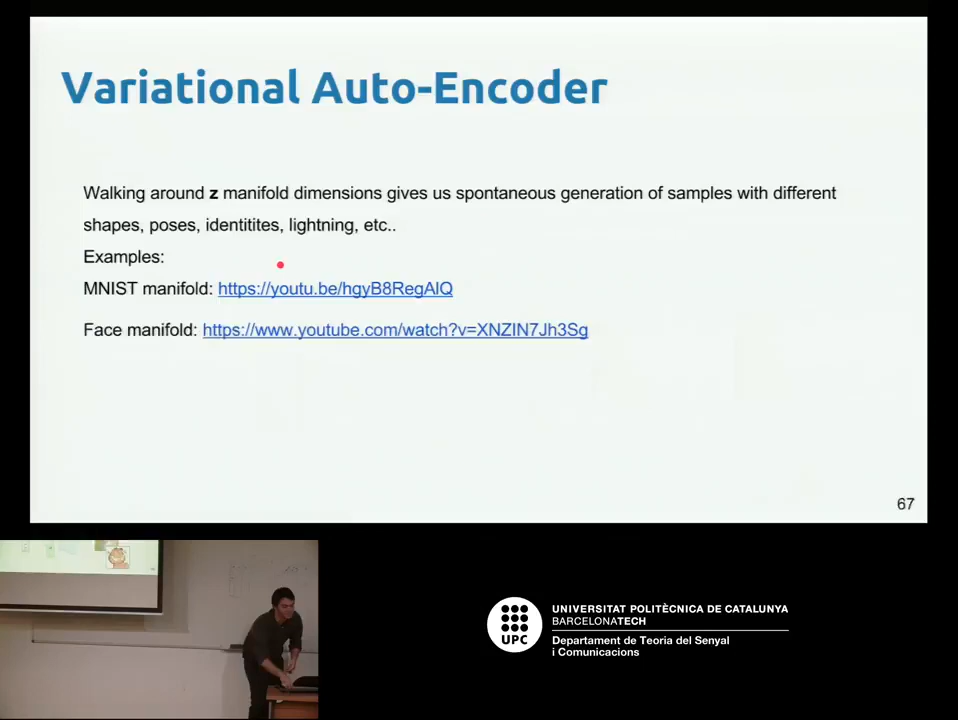 Variational Auto-Encoder
Walking around z manifold dimensions gives us spontaneous generation of samples with different
shapes, poses, identitites, lightning, etc..
Examples:
MNIST manifold: https://youtu.be/hgyB8RegAlQ
Face manifold: https://www.youtube.com/watch?v=XNZIN7Jh3Sg
67
UPC
UNIVERSITAT POLITÈCNICA DE CATALUNYA
BARCELONATECH
Departament de Teoria del Senyal
i Comunicacions